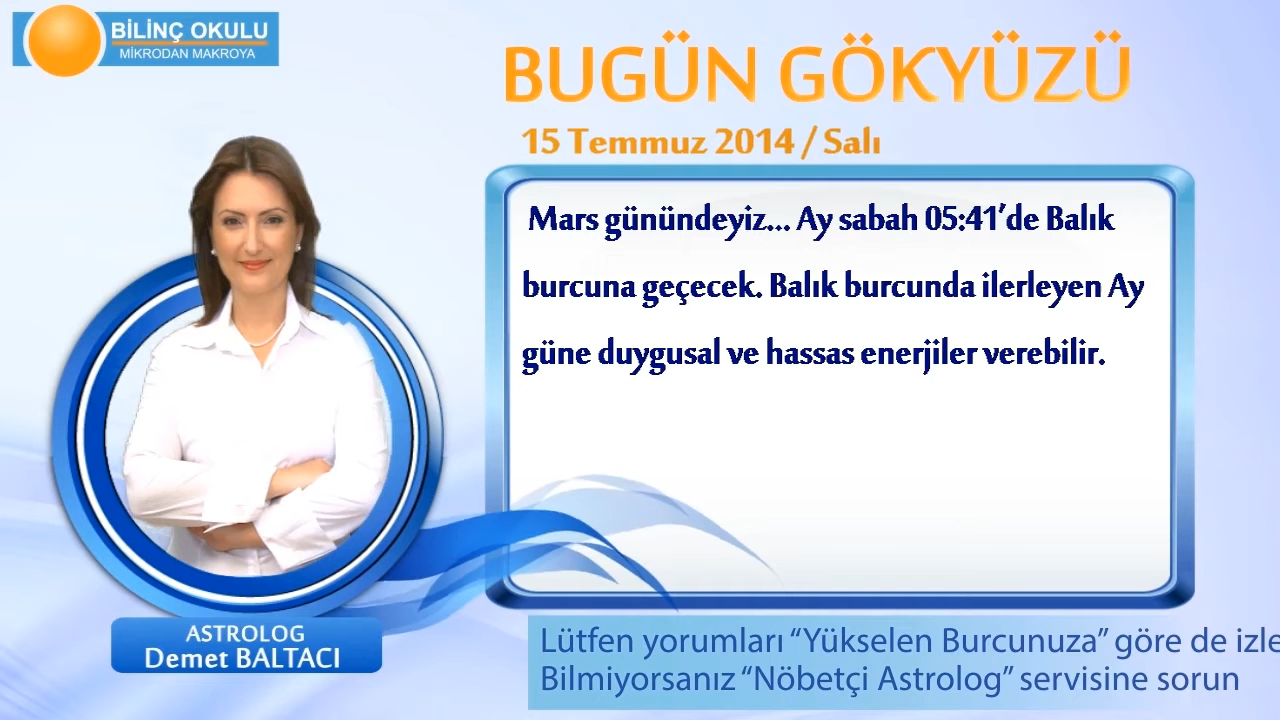 BİLİNÇ OKULU
MİKRODAN MAKROYA
BUGÜN GÖKYÜZÜ
15 Temmuz 2014 / Salı
Mars günündeyiz... Ay sabah 05:41'de Balık
burcuna geçecek. Balık burcunda ilerleyen Ay
güne duygusal ve hassas enerjiler verebilir.
ASTROLOG
Demet BALTACI
Lütfen yorumları “Yükselen Burcunuza” göre de izle
Bilmiyorsanız “Nöbetçi Astrolog” servisine sorun